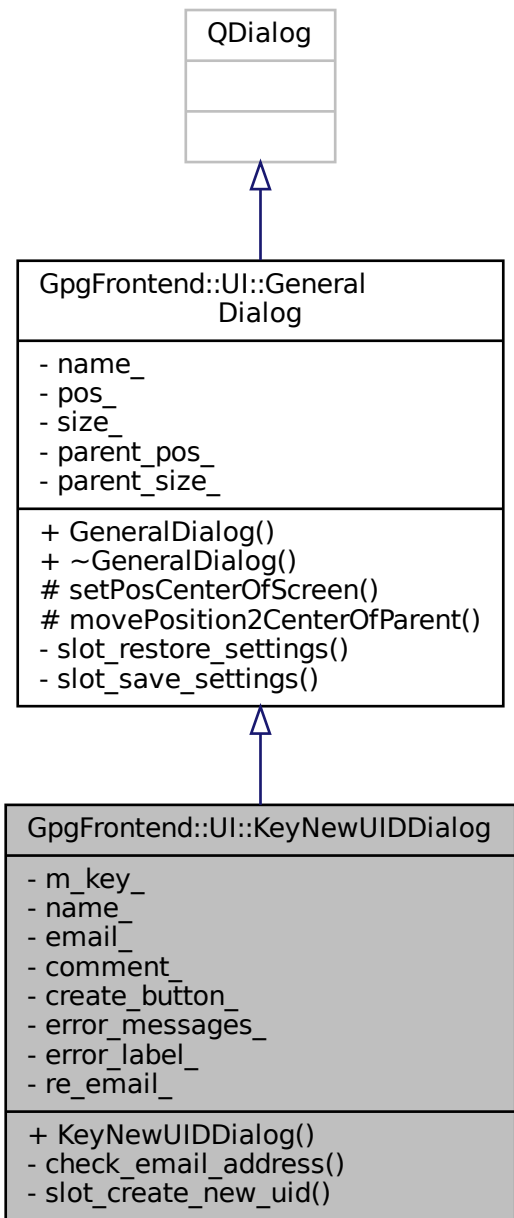 QDialog
GpgFrontend::UI::General
Dialog
- name_
- pos_
- size_
- parent_pos_
- parent_size_
+ GeneralDialog()
+ ~GeneralDialog()
# setPosCenterOfScreen()
# movePosition2CenterOfParent()
- slot_restore_settings()
- slot_save_settings()
GpgFrontend::UI::KeyNewUIDDialog
- m_key_
- name_
- email_
- comment_
- create_button_
- error_messages_
- error_label_
- re_email_
+ KeyNewUIDDialog()
- check_email_address()
- slot_create_new_uid()